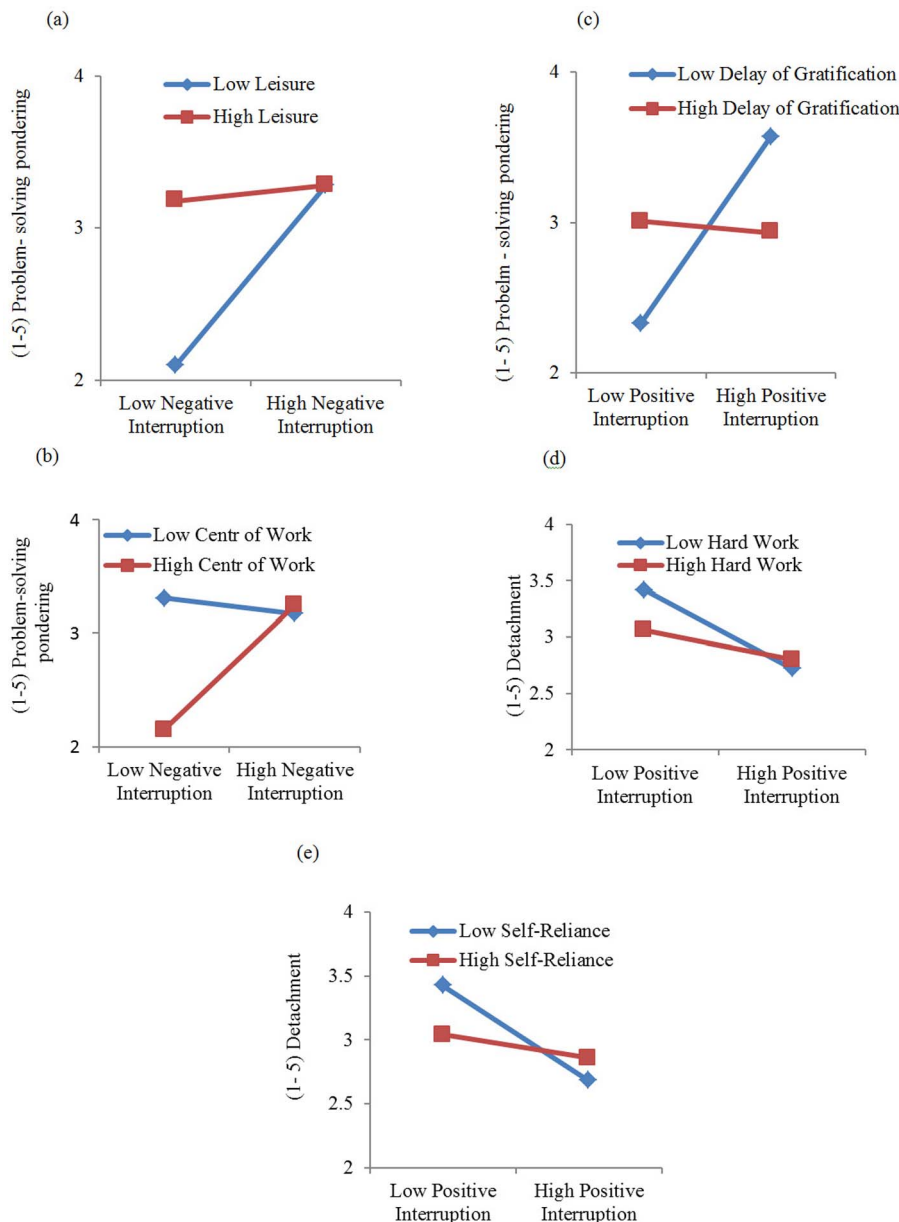 (a)
(1-5) Problem- solving pondering
4
3
2
Low Leisure
High Leisure
Low Negative
Interruption
High Negative
Interruption
(c)
(1- 5) Probelm - solving pondering
4
3
2
Low Delay of Gratification
High Delay of Gratification
Low Positive
Interruption
High Positive
Interruption
(b)
(1-5) Problem-solving
pondering
4
3
2
Low Centr of Work
High Centr of Work
Low Negative
Interruption
High Negative
Interruption
(d)
(1-5) Detachment
4
3.5
3
2.5
2
Low Hard Work
High Hard Work
Low Positive
Interruption
High Positive
Interruption
(e)
(1- 5) Detachment
4
3.5
3
2.5
2
Low Self-Reliance
High Self-Reliance
Low Positive
Interruption
High Positive
Interruption